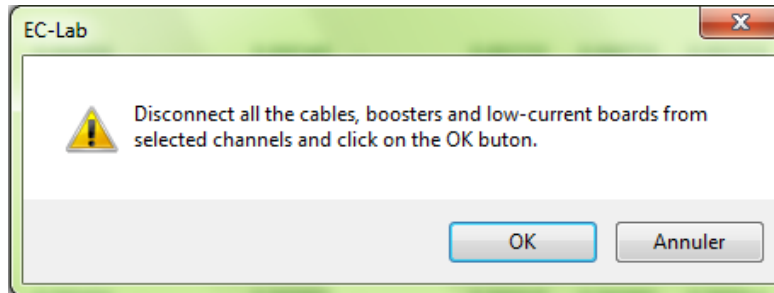 EC-Lab
Disconnect all the cables, boosters and low-current boards from
selected channels and click on the OK buton.
OK
Annuler